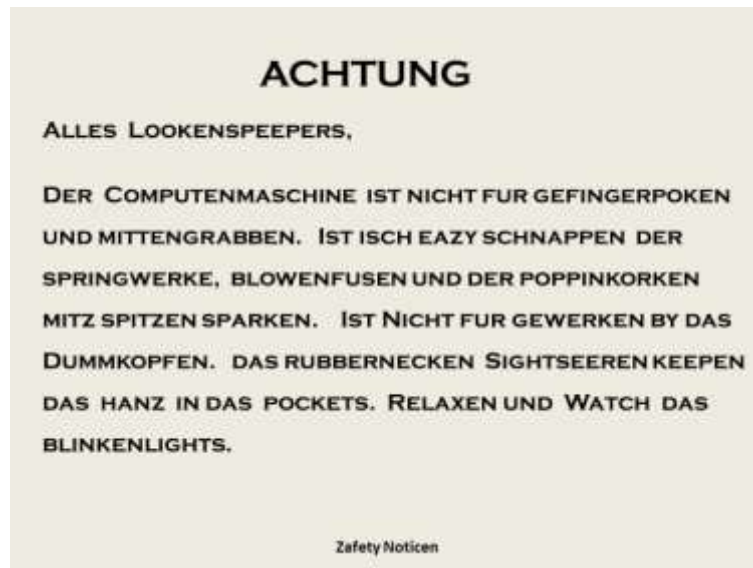 ACHTUNG
ALLES LOOKENSPEEPERS,
DER COMPUTENMASCHINE IST NICHT FUR GEFINGERPOKEN
UND MITTENGRABBEN. IST ISCH EAZY SCHNAPPEN DER
SPRINGWERKE, BLOWENFUSEN UND DER POPPINKORKEN
MITZ SPITZEN SPARKEN. IST NICHT FUR GEWERKEN BY DAS
DUMMKOPFEN. DAS RUBBERNECKEN SIGHTSEEREN KEEPEN
DAS HANZ IN DAS POCKETS. RELAXEN UND WATCH DAS
BLINKENLIGHTS.
Zafety Noticen